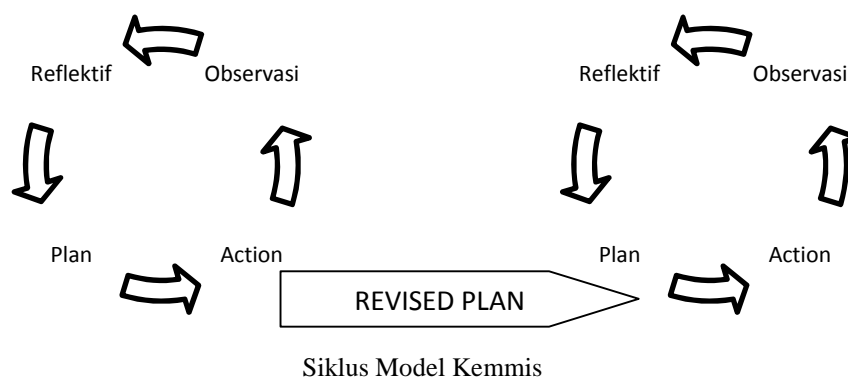 Reflektif Observasi Reflektif Observasi
Plan Action Plan Action
REVISED PLAN
Siklus Model Kemmis